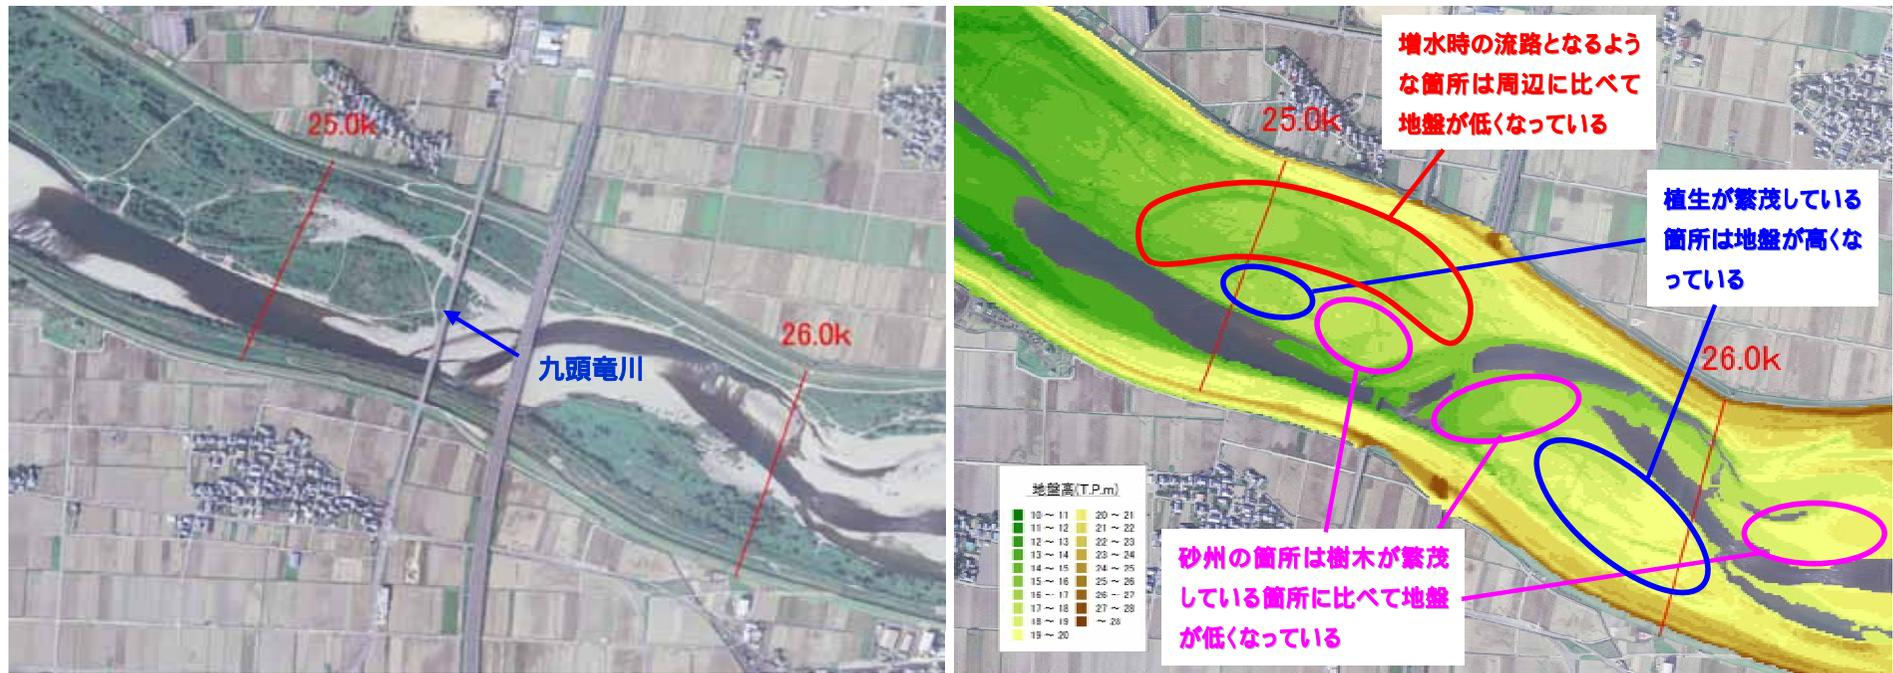 25.0k
九頭竜川
26.0k
増水時の流路となるよう
な箇所は周辺に比べて
地盤が低くなっている
25.0k
植生が繁茂している
箇所は地盤が高くな
っている
26.0k
地盤高(T.P.m)
10～11 20～21
11～12 21～22
12～13 22～23
13～14 23～24
14～15 24～25
15～16 25～26
16～17 26～27
17～18 27～28
18～19 ～28
19～20
砂州の箇所は樹木が繁茂
している箇所に比べて地盤
が低くなっている